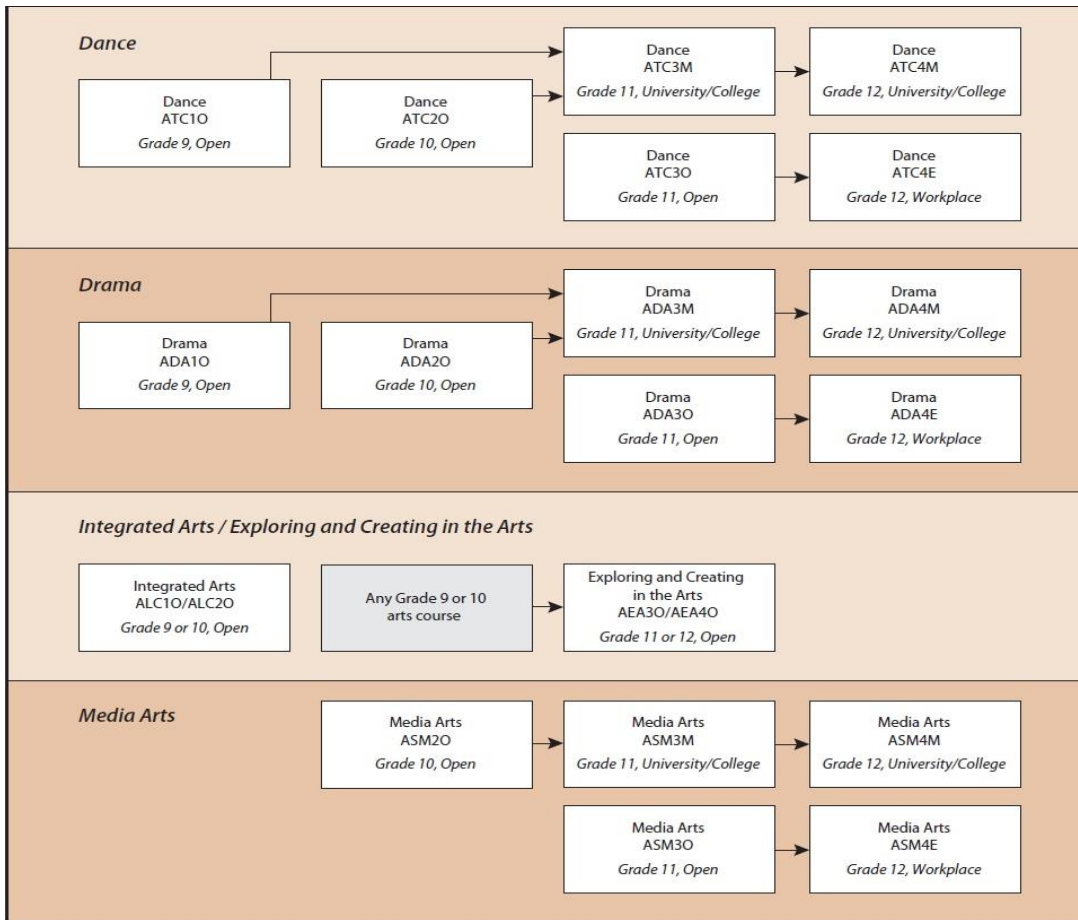 Dance
Dance
ATC1O
Grade 9, Open
Dance
ATC2O
Grade 10, Open
Dance
ATC3M
Grade 11, University/College
Dance
ATC4M
Grade 12, University/College
Dance
ATC3O
Grade 11, Open
Dance
ATC4E
Grade 12, Workplace
Drama
Drama
ADA1O
Grade 9, Open
Drama
ADA2O
Grade 10, Open
Drama
ADA3M
Grade 11, University/College
Drama
ADA4M
Grade 12, University/College
Drama
ADA3O
Grade 11, Open
Drama
ADA4E
Grade 12, Workplace
Integrated Arts / Exploring and Creating in the Arts
Integrated Arts
ALC1O/ALC2O
Grade 9 or 10, Open
Any Grade 9 or 10
arts course
Exploring and Creating
in the Arts
AEA3O/AEA4O
Grade 11 or 12, Open
Media Arts
Media Arts
ASM2O
Grade 10, Open
Media Arts
ASM3M
Grade 11, University/College
Media Arts
ASM4M
Grade 12, University/College
Media Arts
ASM3O
Grade 11, Open
Media Arts
ASM4E
Grade 12, Workplace